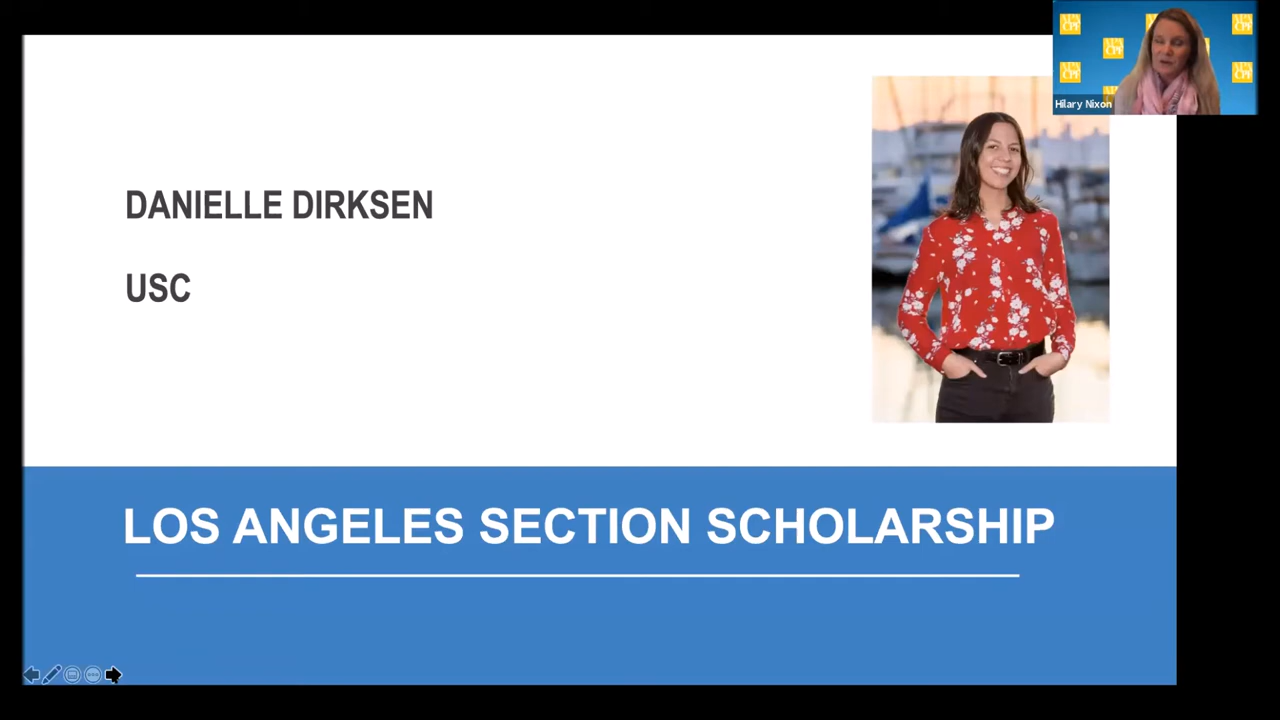 DANIELLE DIRKSEN
USC
LOS ANGELES SECTION SCHOLARSHIP
Hilary Nixon